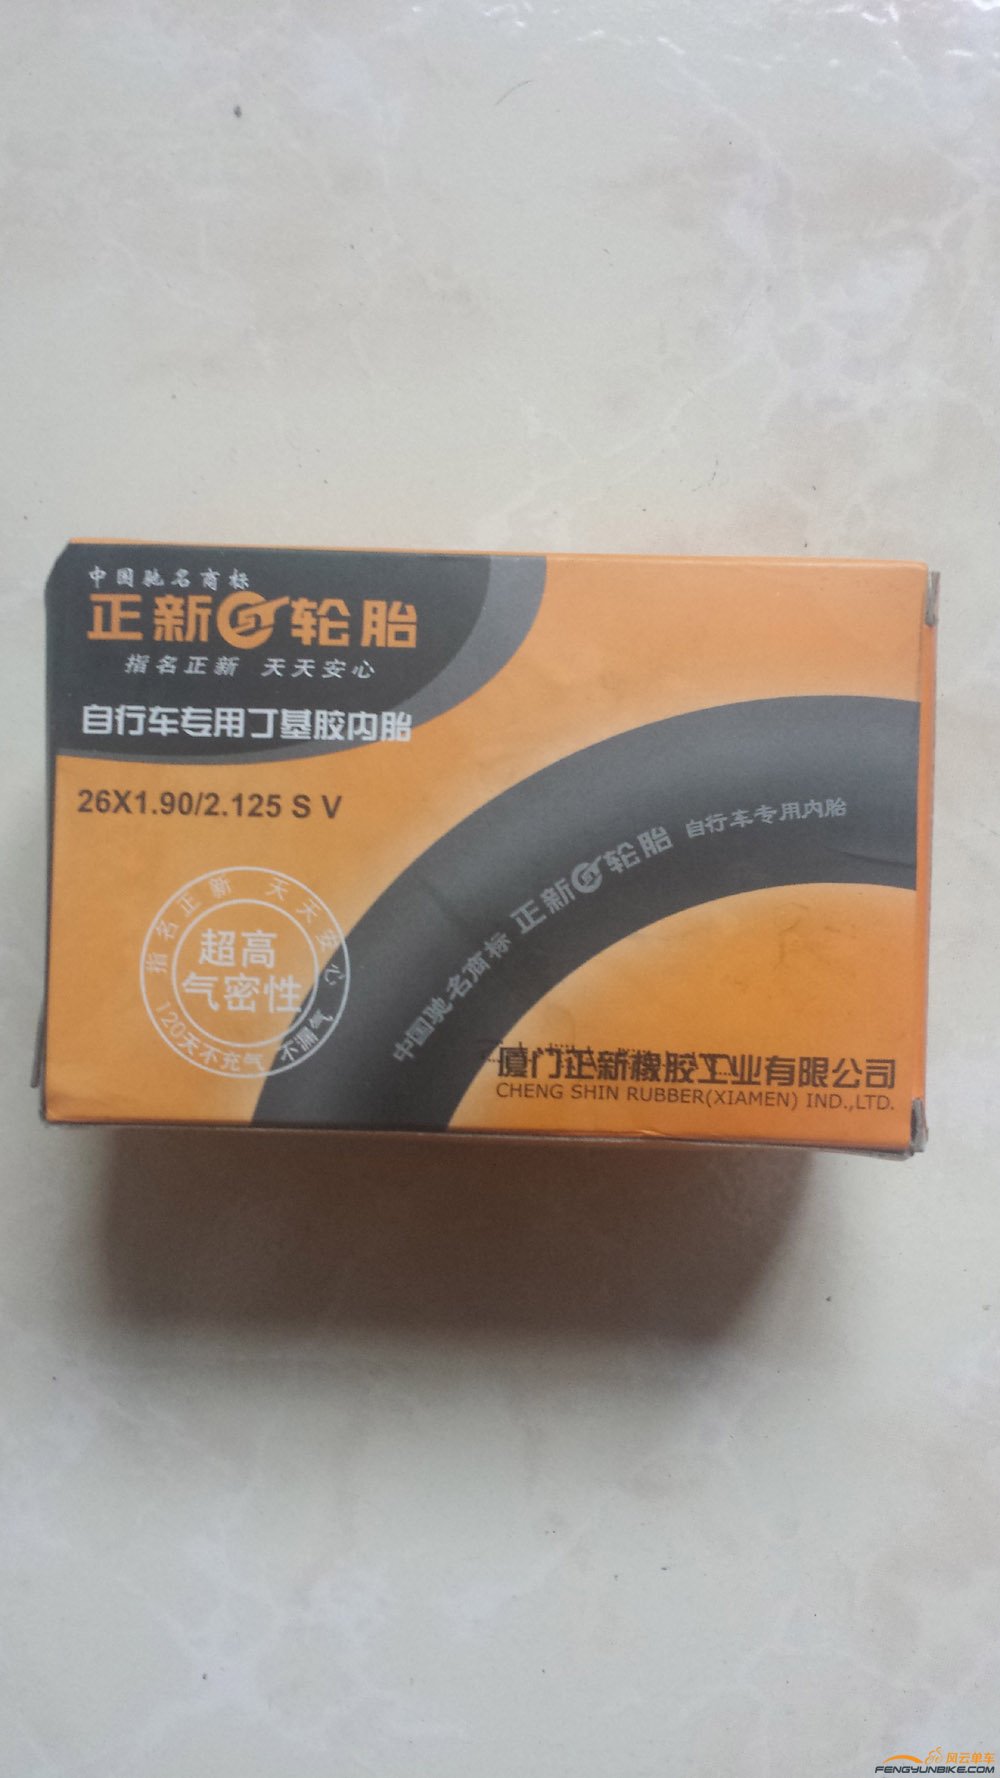 中国驰名商标
正新轮胎
指名正新 天天安心
自行车专用丁基胶内胎
26X1.90/2.125 S V
指名正新 天天安心
超高
气密性
120天不充气 不漏气
中国驰名商标 正新轮胎 自行车专用内胎
厦门正新橡胶工业有限公司
CHENG SHIN RUBBER(XIAMEN) IND.,LTD.
风云单车
FENGYUNBIKE.COM